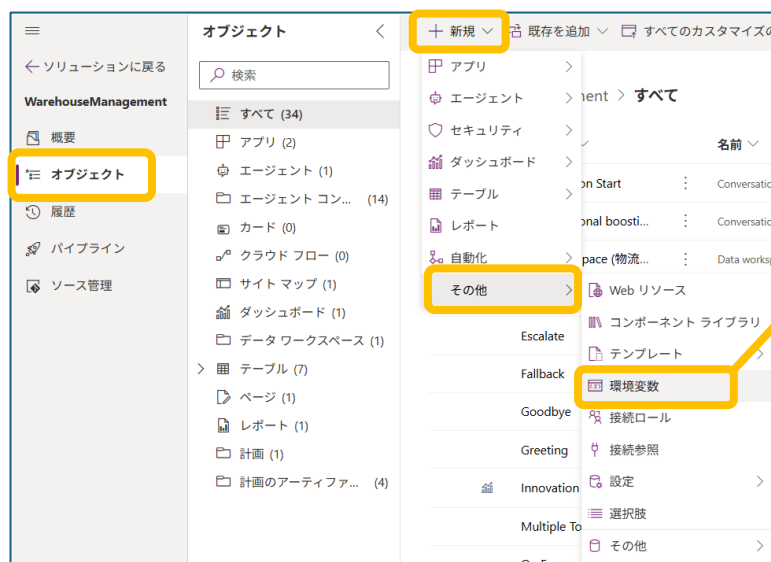 ソリューションに戻る
WarehouseManagement
概要
オブジェクト
履歴
パイプライン
ソース管理
オブジェクト
検索
すべて (34)
アプリ (2)
エージェント (1)
エージェント コン... (14)
カード (0)
クラウド フロー (0)
サイト マップ (1)
ダッシュボード (1)
データ ワークスペース (1)
テーブル (7)
ページ (1)
レポート (1)
計画 (1)
計画のアーティファ... (4)
新規
既存を追加
すべてのカスタマイズの
アプリ
エージェント
セキュリティ
ダッシュボード
テーブル
レポート
自動化
その他
Web リソース
コンポーネント ライブラリ
テンプレート
環境変数
接続ロール
接続参照
設定
選択肢
その他
ment > すべて
名前
on Start
Conversatio
onal boosti...
Conversatio
pace (物流...
Data worksp
Escalate
Fallback
Goodbye
Greeting
Innovation
Multiple To